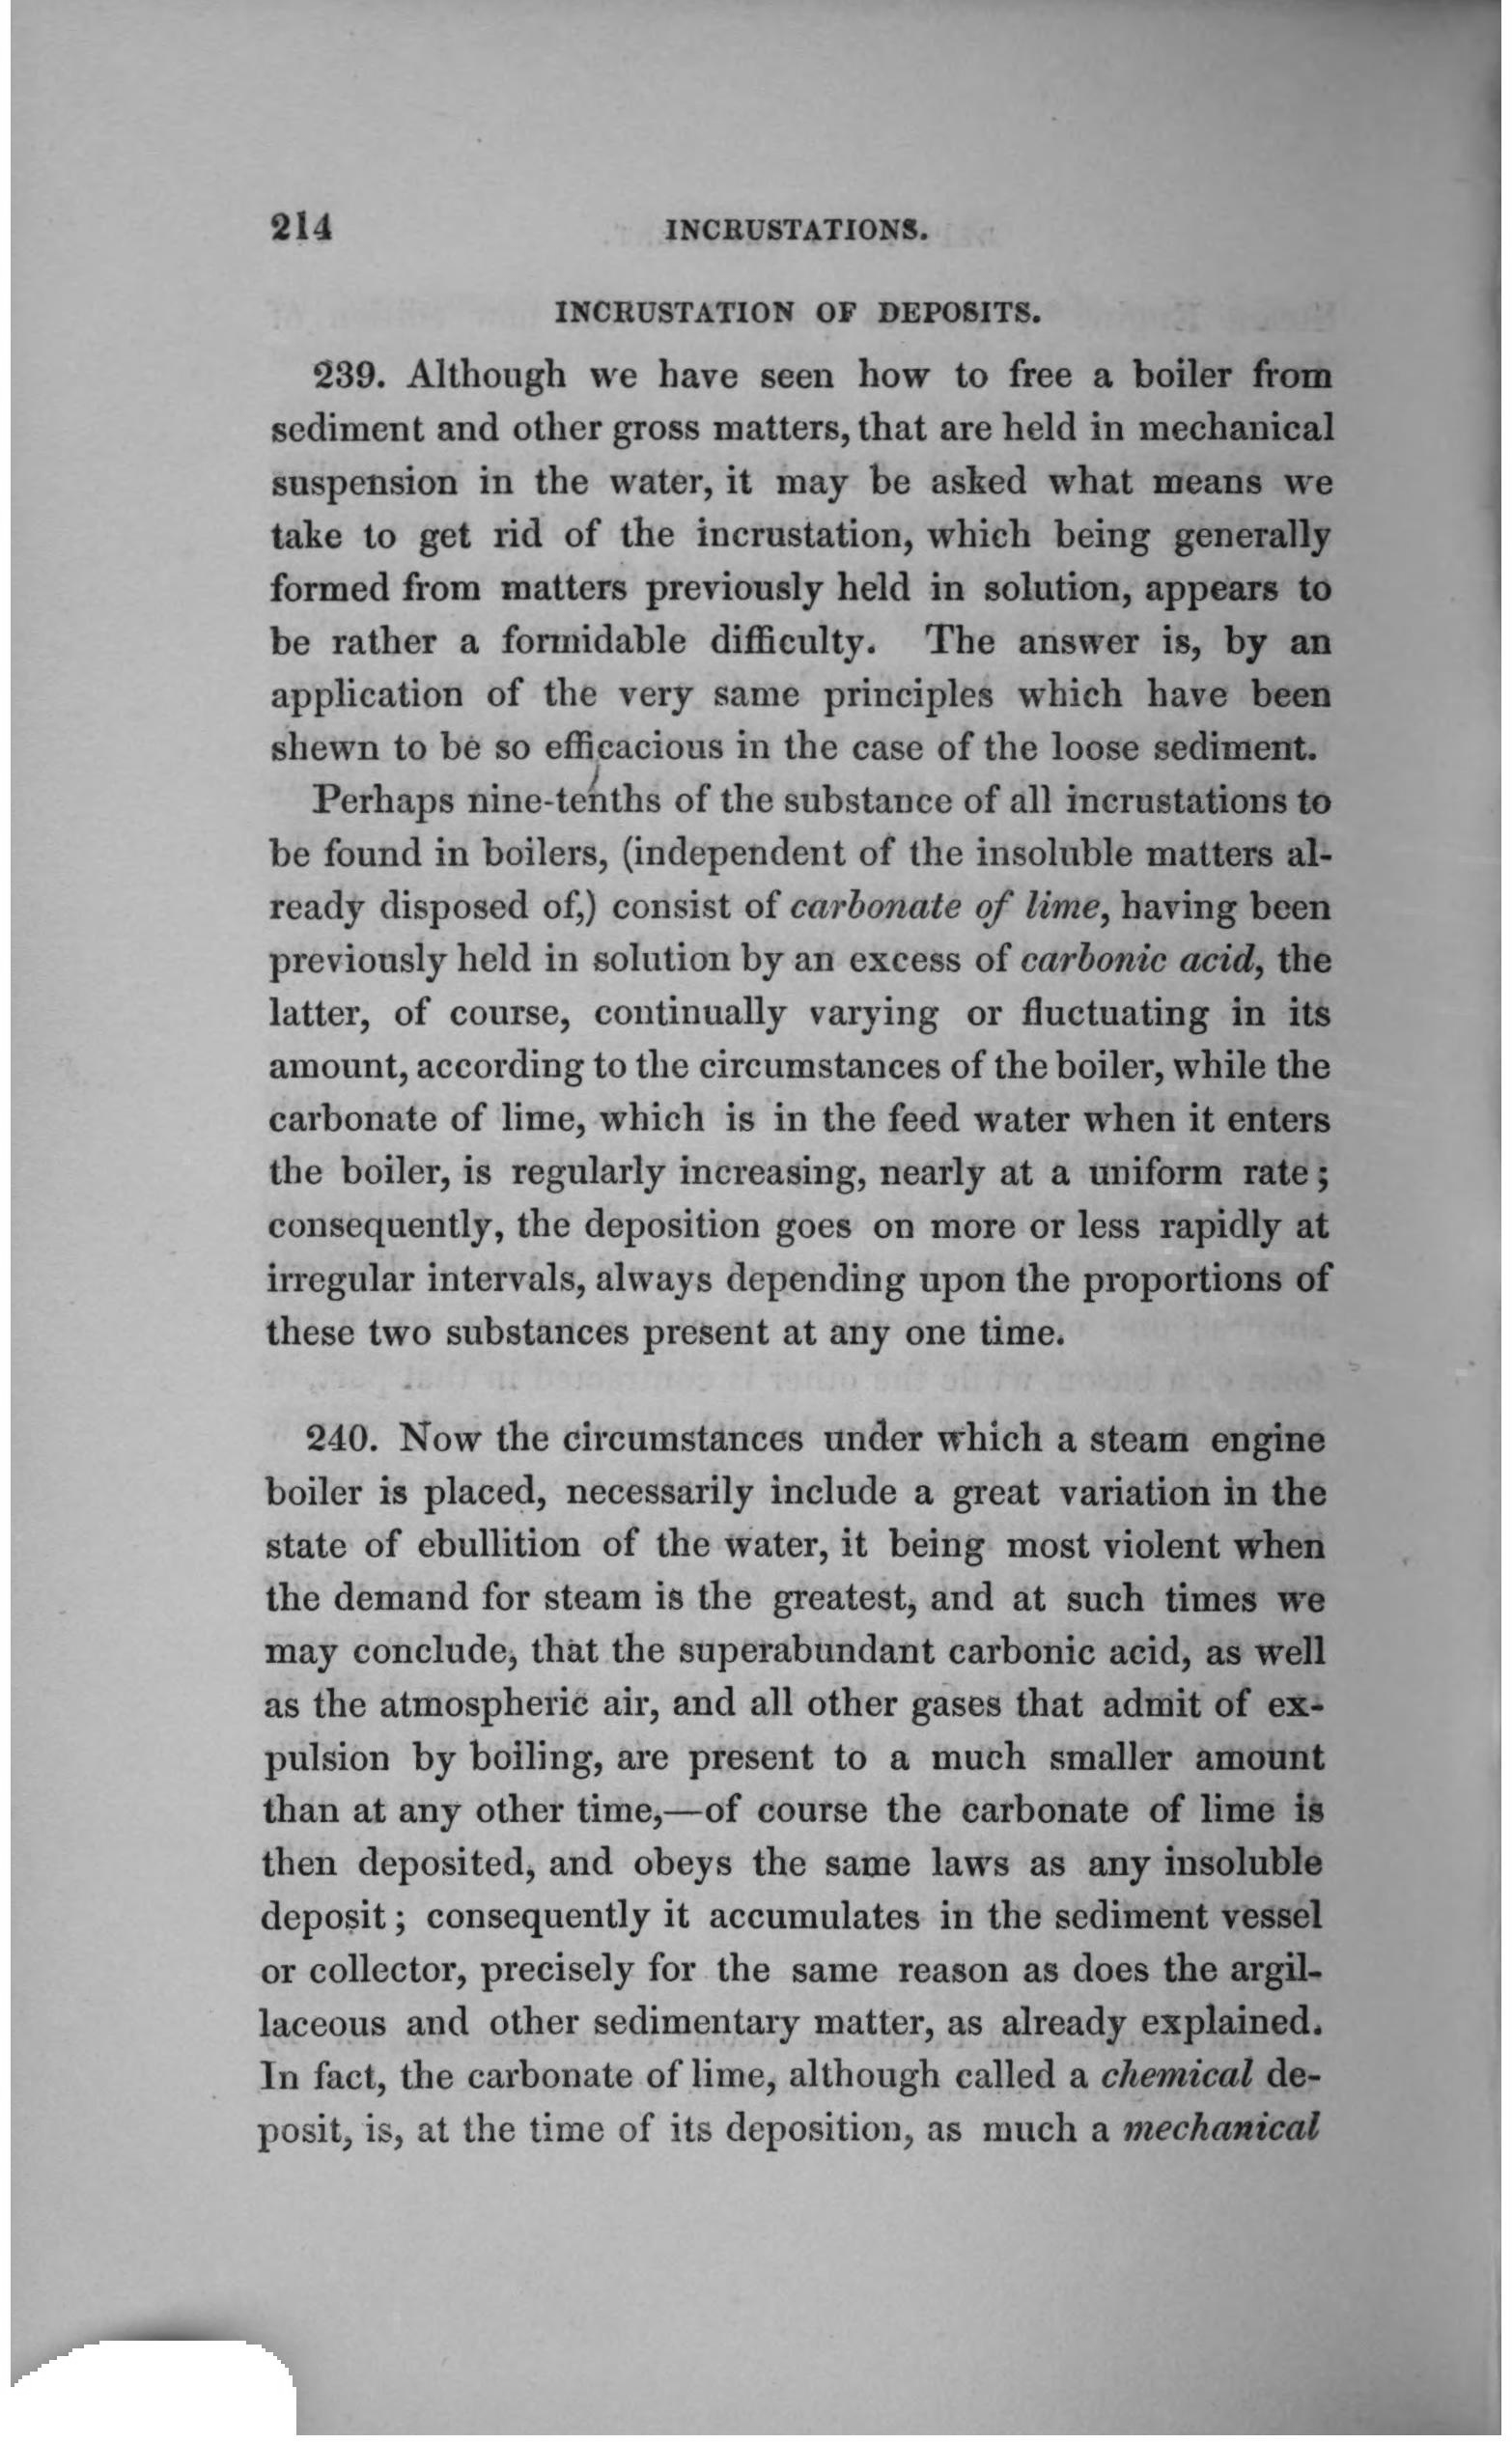 214 INCRUSTATIONS.
INCRUSTATION OF DEPOSITS.
239. Although we have seen how to free a boiler from
sediment and other gross matters, that are held in mechanical
suspension in the water, it may be asked what means we
take to get rid of the incrustation, which being generally
formed from matters previously held in solution, appears to
be rather a formidable difficulty. The answer is, by an
application of the very same principles which have been
shewn to be so efficacious in the case of the loose sediment.
Perhaps nine-tenths of the substance of all incrustations to
be found in boilers, (independent of the insoluble matters al-
ready disposed of,) consist of carbonate of lime, having been
previously held in solution by an excess of carbonic acid, the
latter, of course, continually varying or fluctuating in its
amount, according to the circumstances of the boiler, while the
carbonate of lime, which is in the feed water when it enters
the boiler, is regularly increasing, nearly at a uniform rate;
consequently, the deposition goes on more or less rapidly at
irregular intervals, always depending upon the proportions of
these two substances present at any one time.
240. Now the circumstances under which a steam engine
boiler is placed, necessarily include a great variation in the
state of ebullition of the water, it being most violent when
the demand for steam is the greatest, and at such times we
may conclude, that the superabundant carbonic acid, as well
as the atmospheric air, and all other gases that admit of ex-
pulsion by boiling, are present to a much smaller amount
than at any other time,—of course the carbonate of lime is
then deposited, and obeys the same laws as any insoluble
deposit; consequently it accumulates in the sediment vessel
or collector, precisely for the same reason as does the argil-
laceous and other sedimentary matter, as already explained.
In fact, the carbonate of lime, although called a chemical de-
posit, is, at the time of its deposition, as much a mechanical